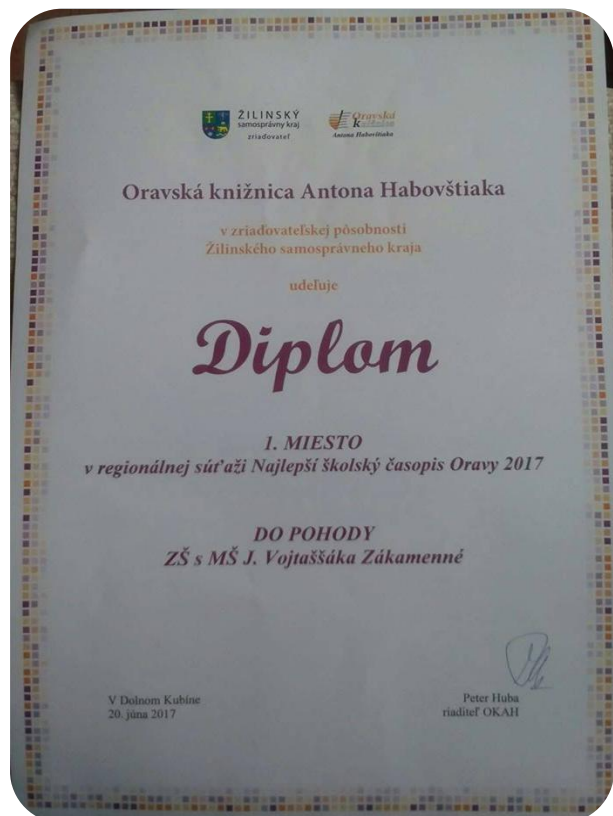 ŽILINSKÝ
samosprávny kraj
zriaďovateľ
Oravská
knižnica
Antona Habovštiaka
Oravská knižnica Antona Habovštiaka
v zriaďovateľskej pôsobnosti
Žilinského samosprávneho kraja
udeľuje
Diplom
1. MIESTO
v regionálnej súťaži Najlepší školský časopis Oravy 2017
DO POHODY
ZŠ s MŠ J. Vojtaššáka Zákamenné
V Dolnom Kubíne
20. júna 2017
Peter Huba
riaditeľ OKAH